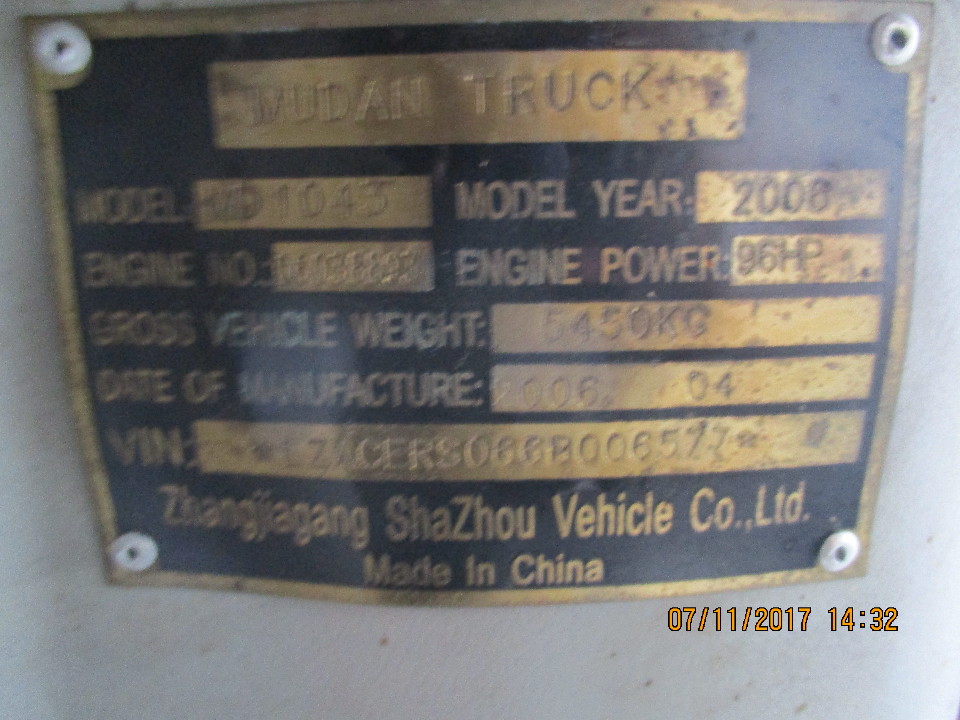 MUDAN TRUCK
MODEL: MD1043 MODEL YEAR: 2006
ENGINE NO.: ENGINE POWER: 96HP
GROSS VEHICLE WEIGHT: 5450KG
DATE OF MANUFACTURE: 2006. 04
VIN:
Zhangjiagang ShaZhou Vehicle Co.,Ltd.
Made In China
07/11/2017 14:32